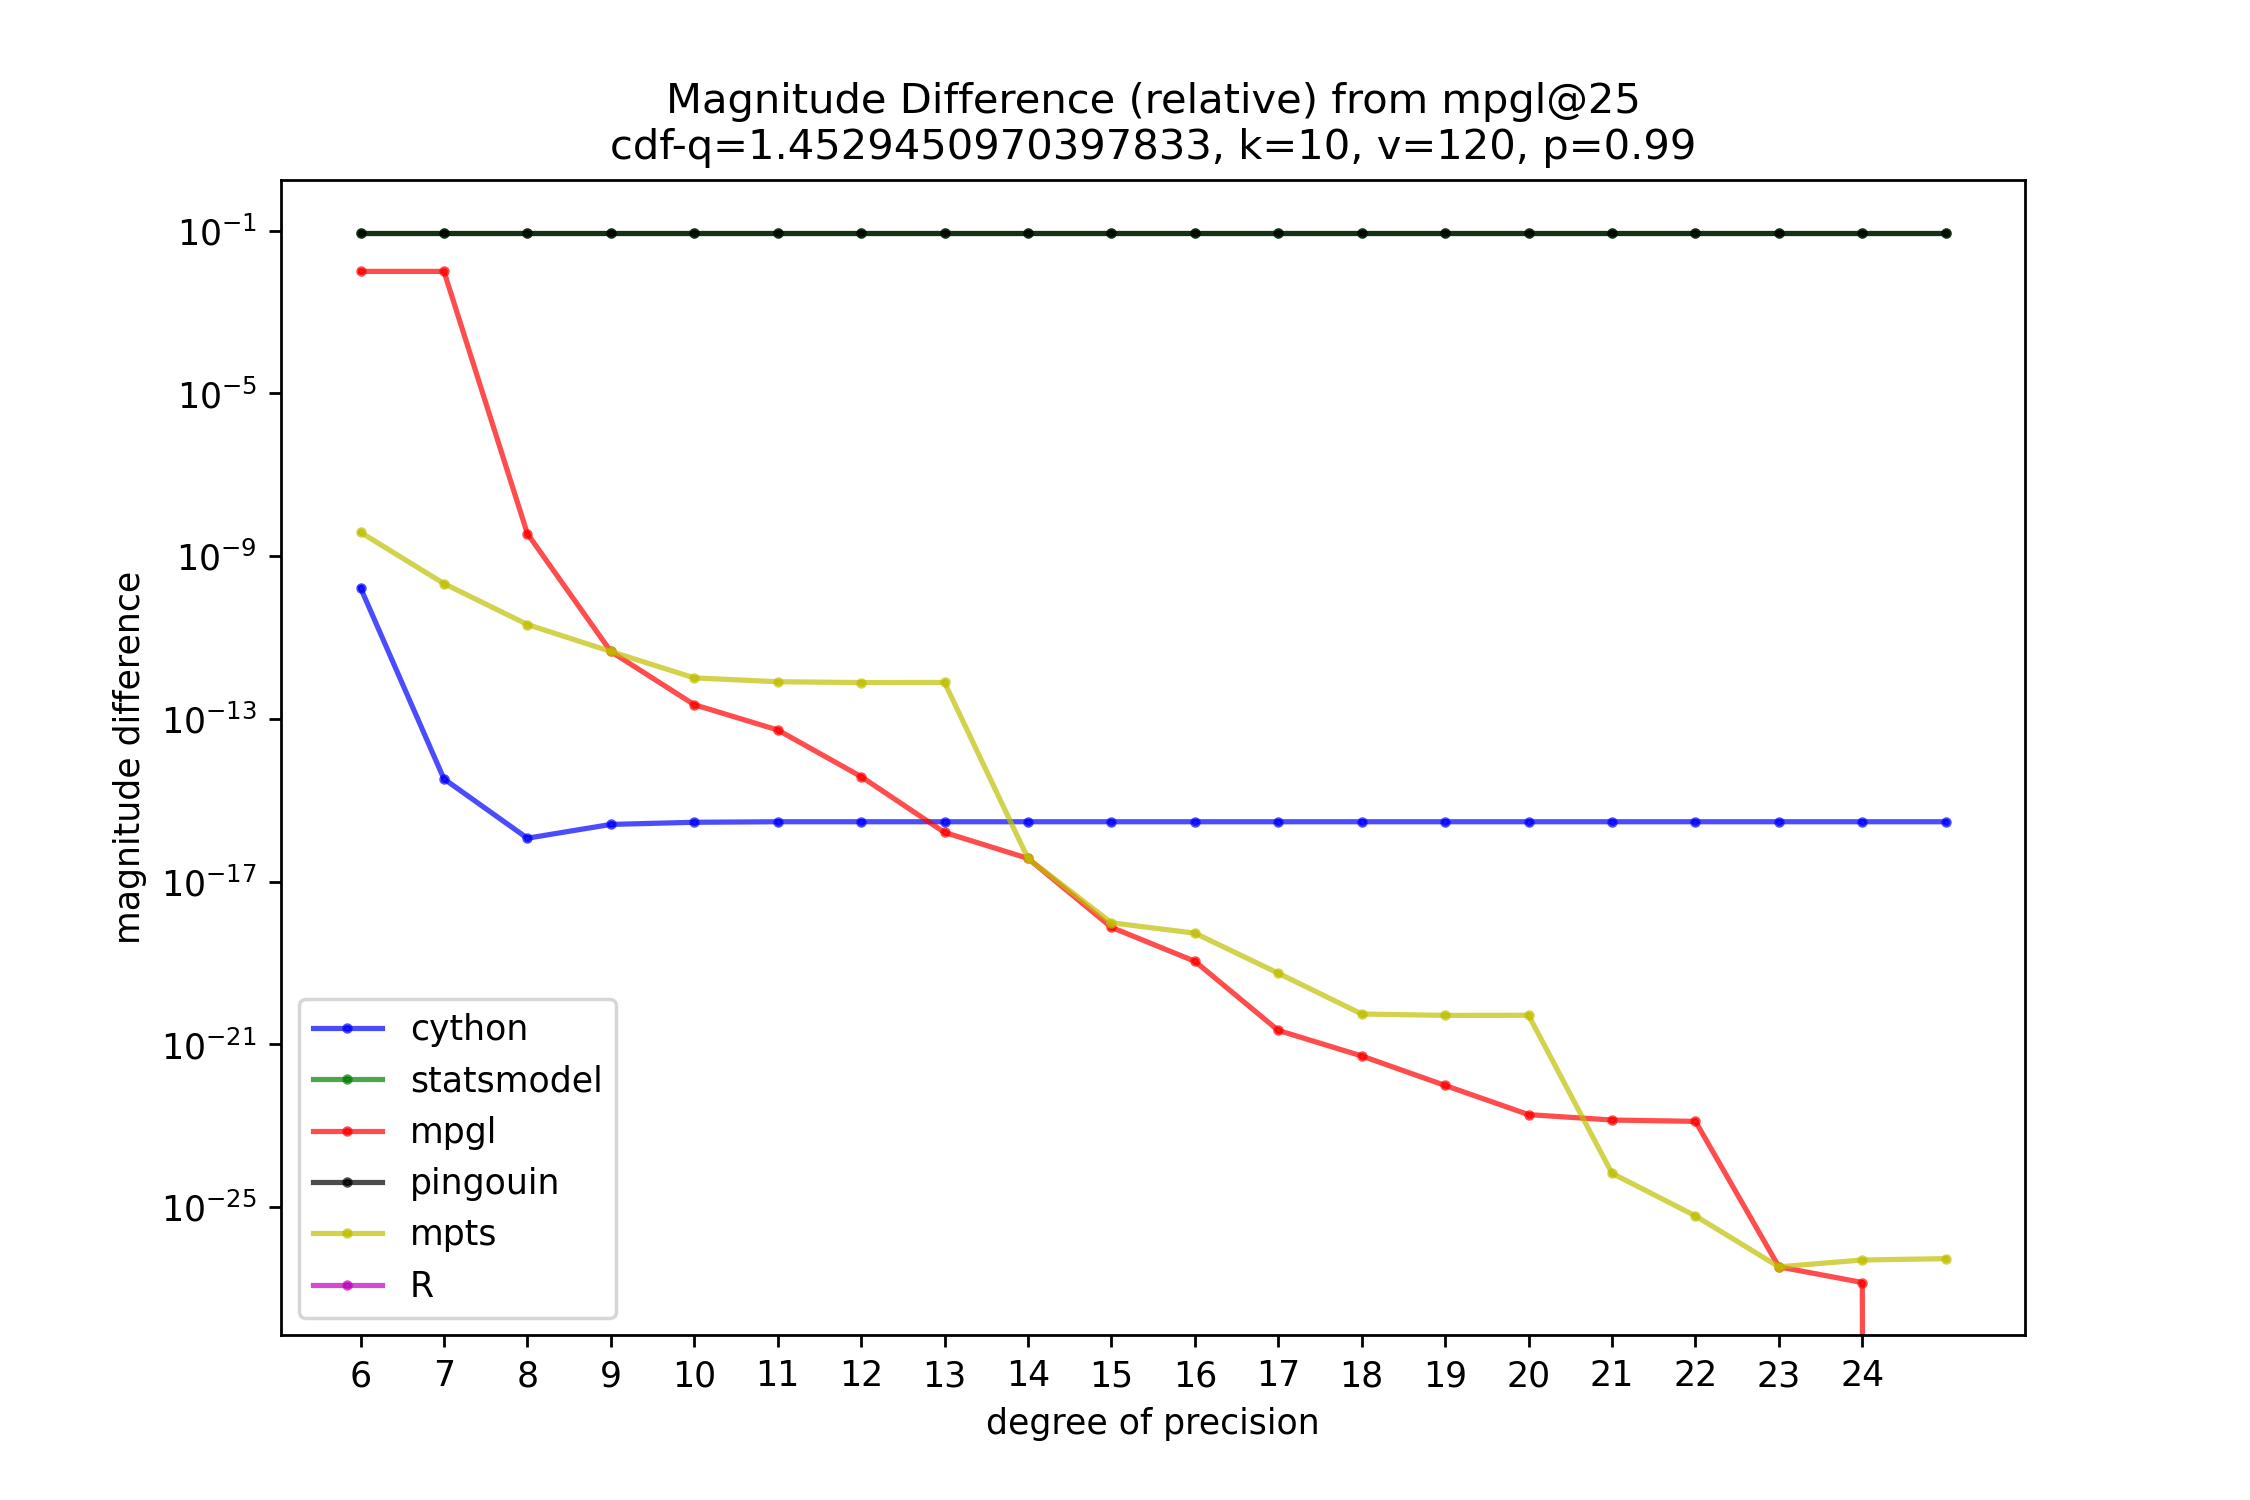 Magnitude Difference (relative) from mpgl@25
cdf-q=1.4529450970397833, k=10, v=120, p=0.99
magnitude difference
10⁻¹
10⁻⁵
10⁻⁹
10⁻¹³
10⁻¹⁷
10⁻²¹
10⁻²⁵
cython
statsmodel
mpgl
pingouin
mpts
R
6 7 8 9 10 11 12 13 14 15 16 17 18 19 20 21 22 23 24
degree of precision